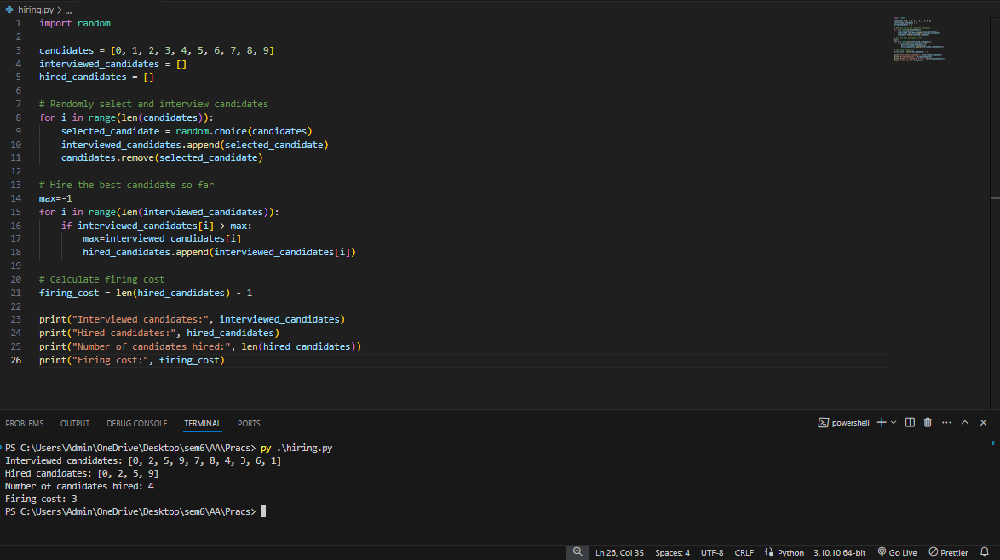 hiring.py > ...
1 import random
2
3 candidates = [0, 1, 2, 3, 4, 5, 6, 7, 8, 9]
4 interviewed_candidates = []
5 hired_candidates = []
6
7 # Randomly select and interview candidates
8 for i in range(len(candidates)):
9     selected_candidate = random.choice(candidates)
10     interviewed_candidates.append(selected_candidate)
11     candidates.remove(selected_candidate)
12
13 # Hire the best candidate so far
14 max=-1
15 for i in range(len(interviewed_candidates)):
16     if interviewed_candidates[i] > max:
17         max=interviewed_candidates[i]
18         hired_candidates.append(interviewed_candidates[i])
19
20 # Calculate firing cost
21 firing_cost = len(hired_candidates) - 1
22
23 print("Interviewed candidates:", interviewed_candidates)
24 print("Hired candidates:", hired_candidates)
25 print("Number of candidates hired:", len(hired_candidates))
26 print("Firing cost:", firing_cost)
PROBLEMS OUTPUT DEBUG CONSOLE TERMINAL PORTS powershell
PS C:\Users\Admin\OneDrive\Desktop\sem6\AA\Pracs> py .\hiring.py
Interviewed candidates: [0, 2, 5, 9, 7, 8, 4, 3, 6, 1]
Hired candidates: [0, 2, 5, 9]
Number of candidates hired: 4
Firing cost: 3
PS C:\Users\Admin\OneDrive\Desktop\sem6\AA\Pracs>
Ln 26, Col 35 Spaces: 4 UTF-8 CRLF Python 3.10.10 64-bit Go Live Prettier